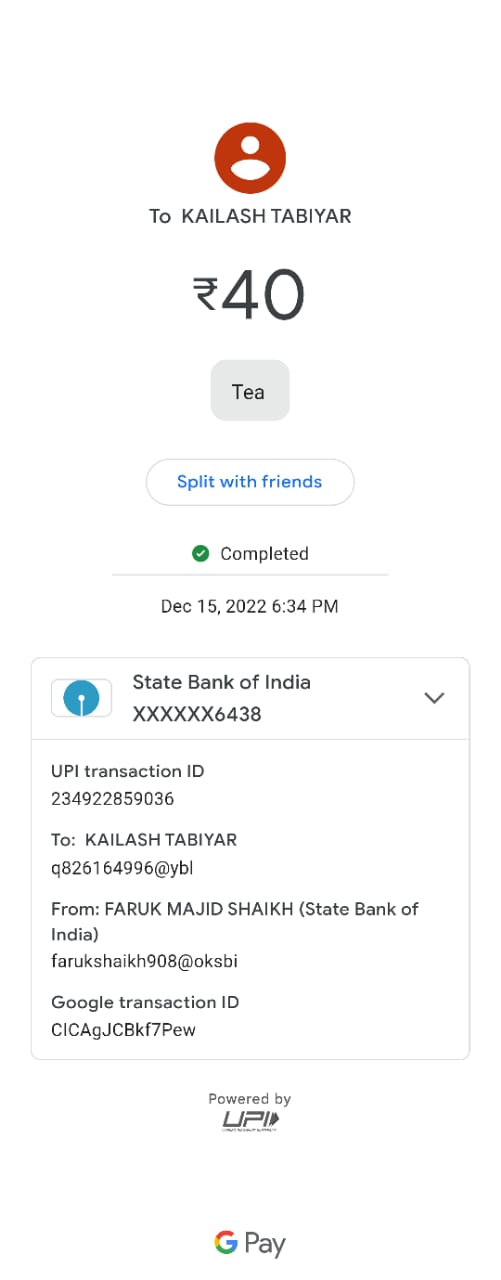 To KAILASH TABIYAR
₹40
Tea
Split with friends
Completed
Dec 15, 2022 6:34 PM
State Bank of India
XXXXXX6438
UPI transaction ID
234922859036
To: KAILASH TABIYAR
q826164996@ybl
From: FARUK MAJID SHAIKH (State Bank of
India)
farukshaikh908@oksbi
Google transaction ID
CICAgJCBkf7Pew
Powered by
UPI
G Pay